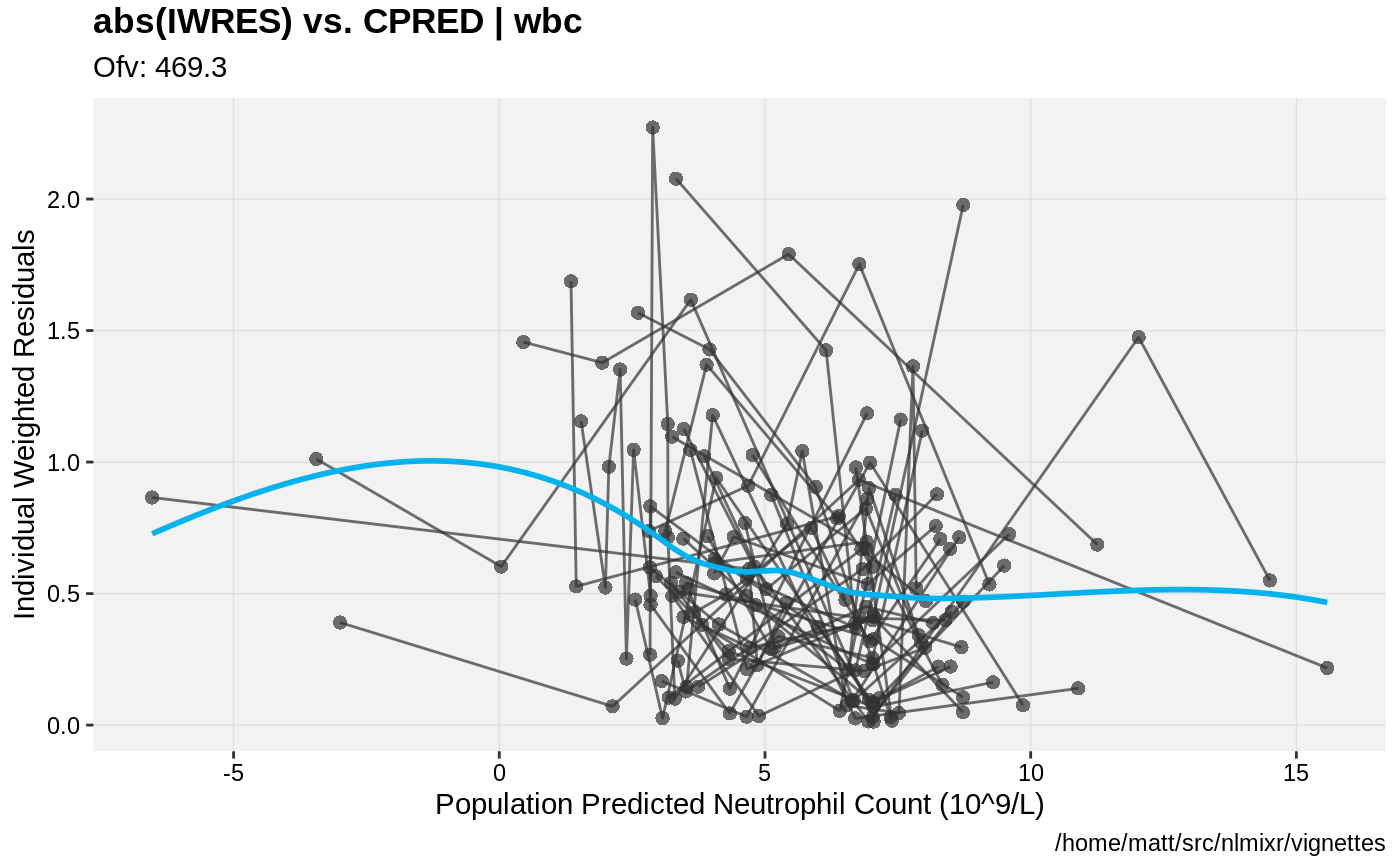 abs(IWRES) vs. CPRED | wbc
Ofv: 469.3
Individual Weighted Residuals
2.0
1.5
1.0
0.5
0.0
-5
0
5
10
15
Population Predicted Neutrophil Count (10^9/L)
/home/matt/src/nlmixr/vignettes